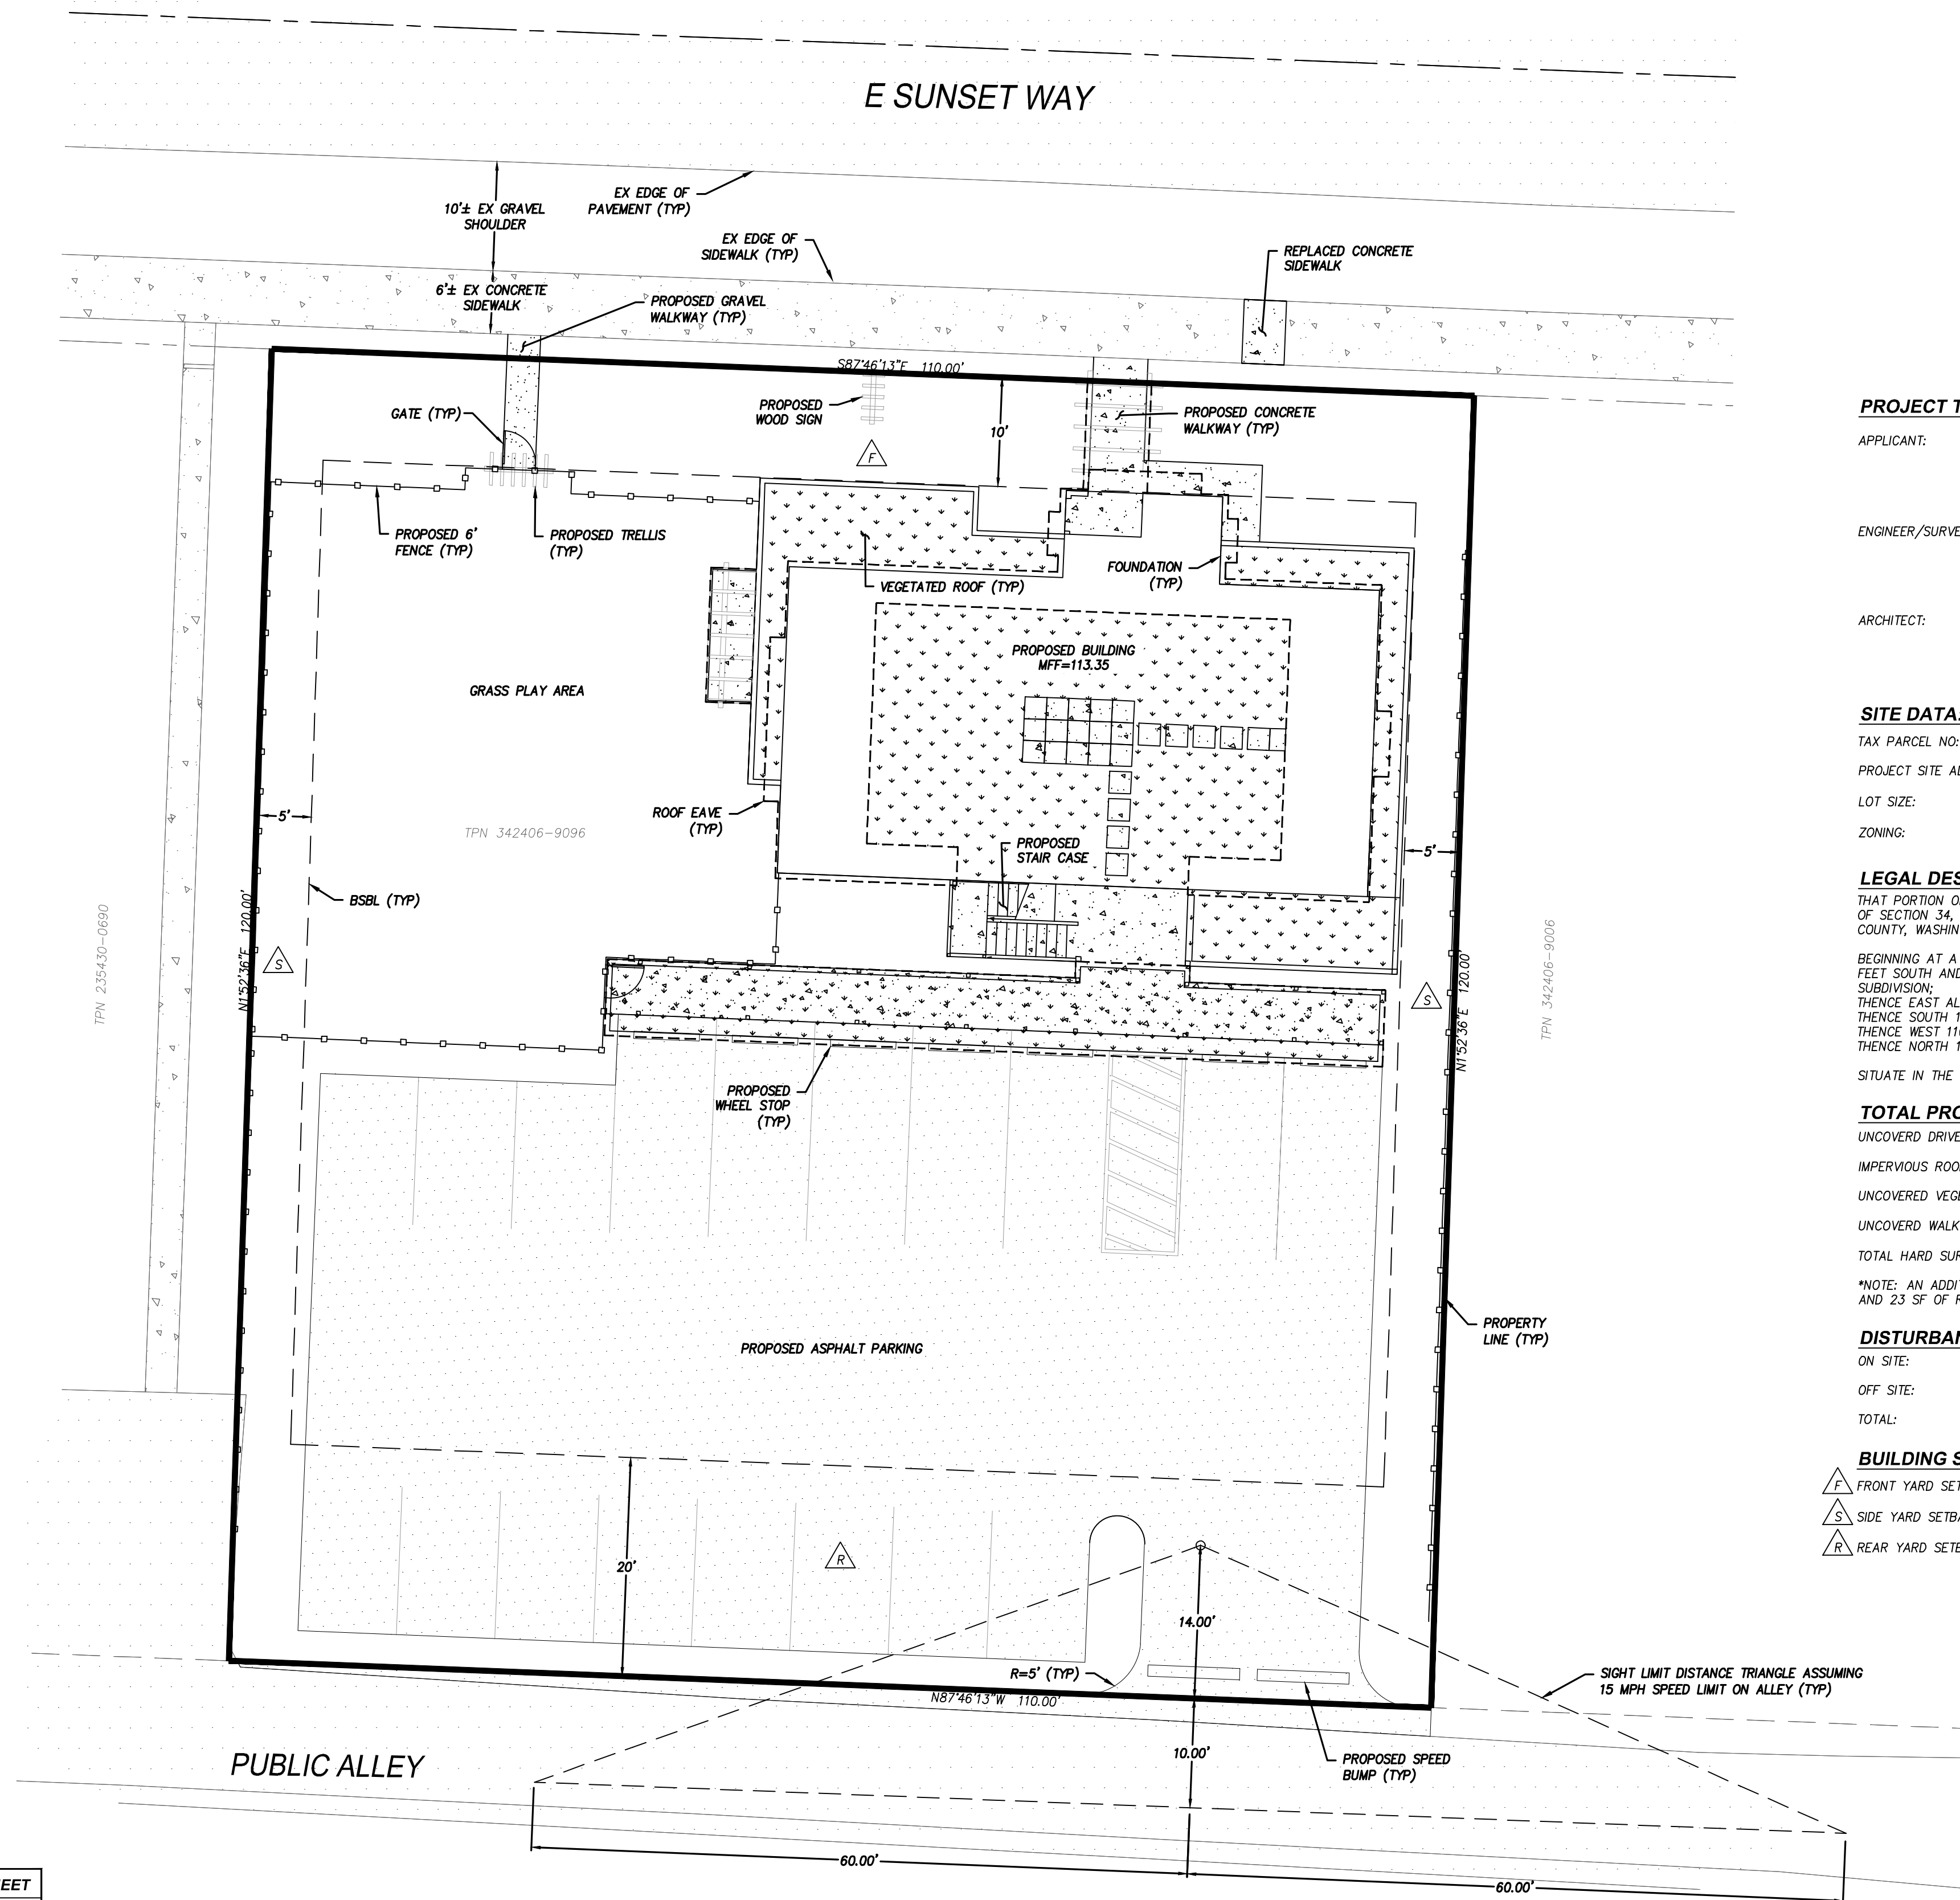 E SUNSET WAY
10'± EX GRAVEL
SHOULDER
EX EDGE OF
PAVEMENT (TYP)
EX EDGE OF
SIDEWALK (TYP)
REPLACED CONCRETE
SIDEWALK
6'± EX CONCRETE
SIDEWALK
PROPOSED GRAVEL
WALKWAY (TYP)
S87°46'13"E 110.00'
GATE (TYP)
PROPOSED
WOOD SIGN
10'
PROPOSED CONCRETE
WALKWAY (TYP)
F
PROPOSED 6'
FENCE (TYP)
PROPOSED TRELLIS
(TYP)
VEGETATED ROOF (TYP)
FOUNDATION
(TYP)
PROPOSED BUILDING
MFF=113.35
GRASS PLAY AREA
5'
TPN 342406-9096
ROOF EAVE
(TYP)
PROPOSED
STAIR CASE
5'
BSBL (TYP)
TPN 235430-0690
N1°52'36"E 120.00'
S
S
N1°52'36"E 120.00'
TPN 342406-9006
PROPOSED
WHEEL STOP
(TYP)
PROPERTY
LINE (TYP)
PROPOSED ASPHALT PARKING
20'
R
14.00'
R=5' (TYP)
N87°46'13"W 110.00'
SIGHT LIMIT DISTANCE TRIANGLE ASSUMING
15 MPH SPEED LIMIT ON ALLEY (TYP)
10.00'
PROPOSED SPEED
BUMP (TYP)
PUBLIC ALLEY
60.00'
60.00'
EET
PROJECT T
APPLICANT:
ENGINEER/SURVE
ARCHITECT:
SITE DATA:
TAX PARCEL NO:
PROJECT SITE AD
LOT SIZE:
ZONING:
LEGAL DES
THAT PORTION O
OF SECTION 34,
COUNTY, WASHIN
BEGINNING AT A
FEET SOUTH AND
SUBDIVISION;
THENCE EAST AL
THENCE SOUTH 1
THENCE WEST 11
THENCE NORTH 1
SITUATE IN THE
TOTAL PRO
UNCOVERD DRIVE
IMPERVIOUS ROO
UNCOVERED VEGE
UNCOVERD WALK
TOTAL HARD SUR
*NOTE: AN ADDI
AND 23 SF OF R
DISTURBAN
ON SITE:
OFF SITE:
TOTAL:
BUILDING S
F FRONT YARD SET
S SIDE YARD SETBA
R REAR YARD SETB